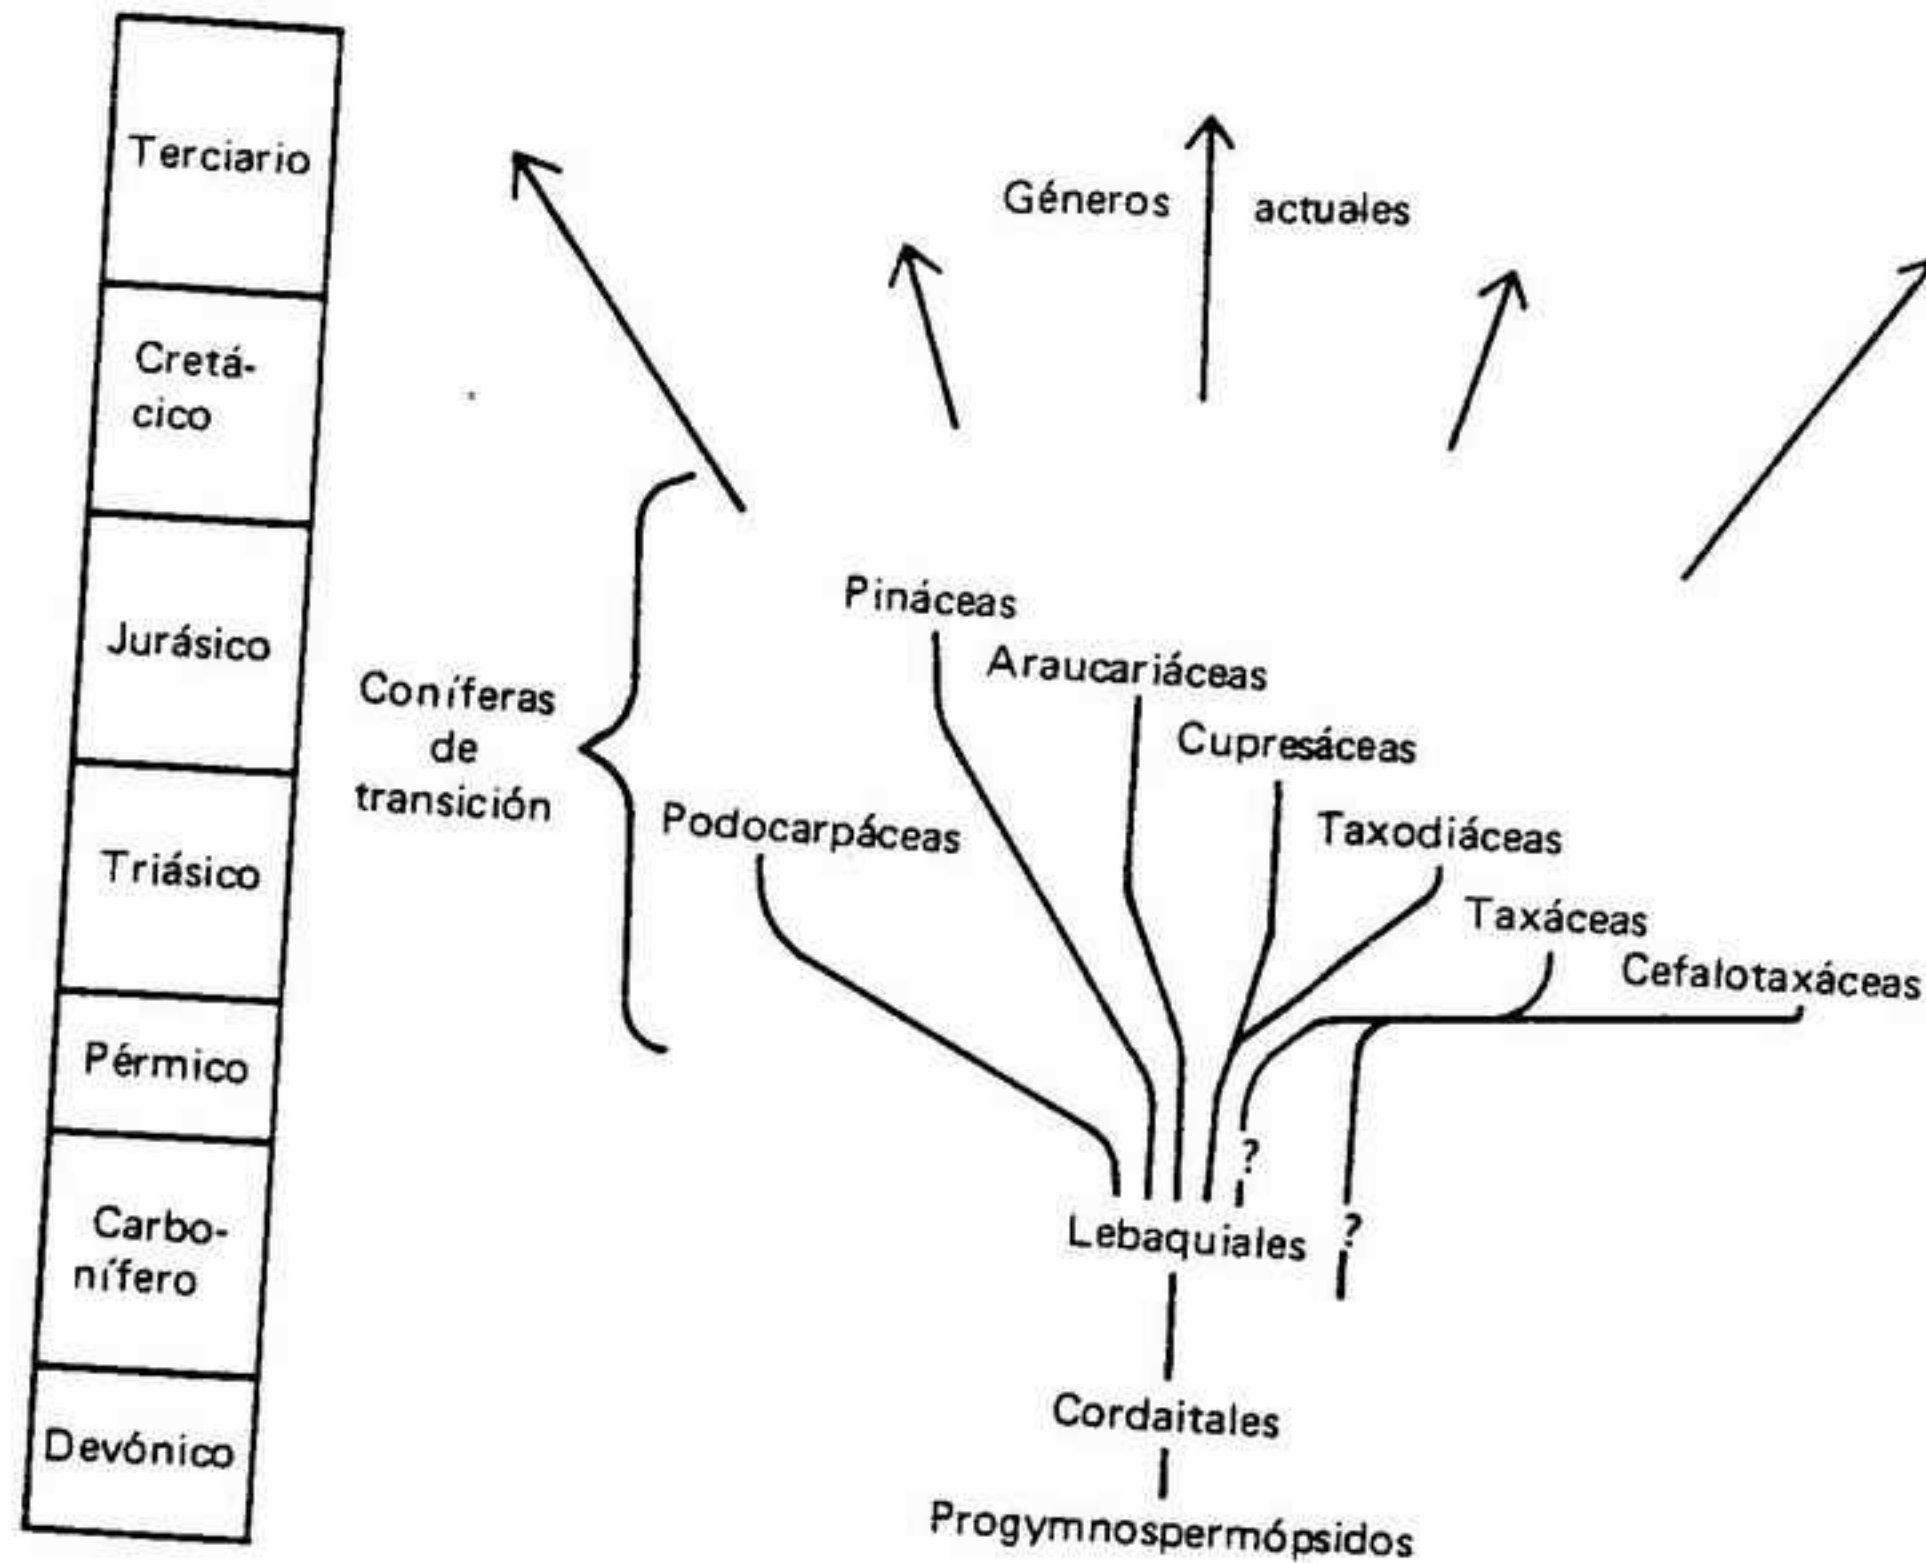 Terciario
Cretá-
cico
Jurásico
Triásico
Pérmico
Carbo-
nífero
Devónico
Géneros actuales
Coníferas
de
transición
Pináceas
Araucariáceas
Cupresáceas
Podocarpáceas
Taxodiáceas
Taxáceas
Cefalotaxáceas
?
?
Lebaquiales
Cordaitales
Progymnospermópsidos